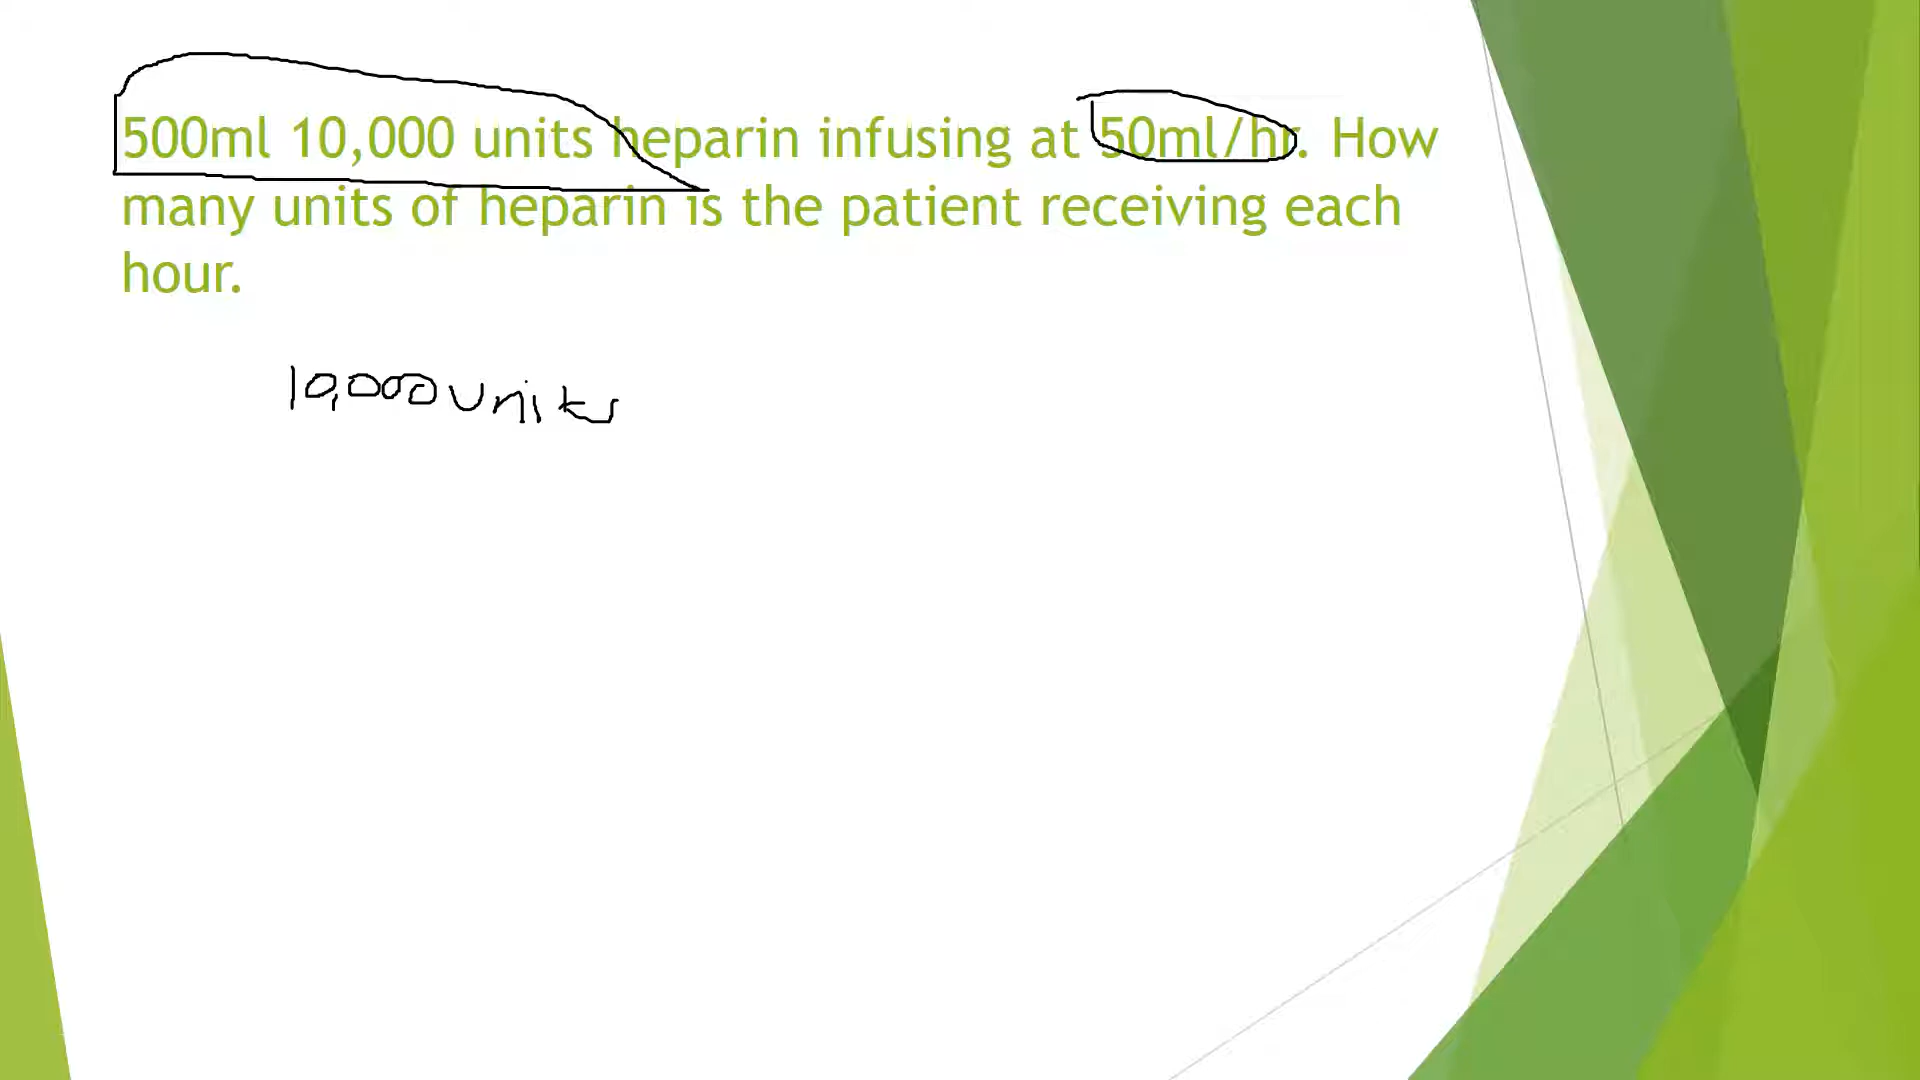 500ml 10,000 units heparin infusing at 50ml/hr. How
many units of heparin is the patient receiving each
hour.
10,000 units